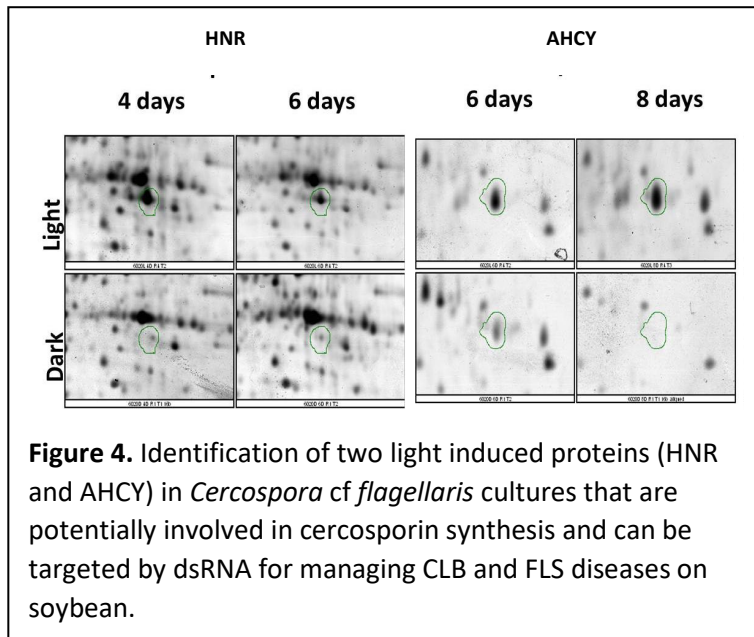 HNR AHCY
4 days 6 days 6 days 8 days
Light
Dark
Figure 4. Identification of two light induced proteins (HNR
and AHCY) in Cercospora cf flagellaris cultures that are
potentially involved in cercosporin synthesis and can be
targeted by dsRNA for managing CLB and FLS diseases on
soybean.